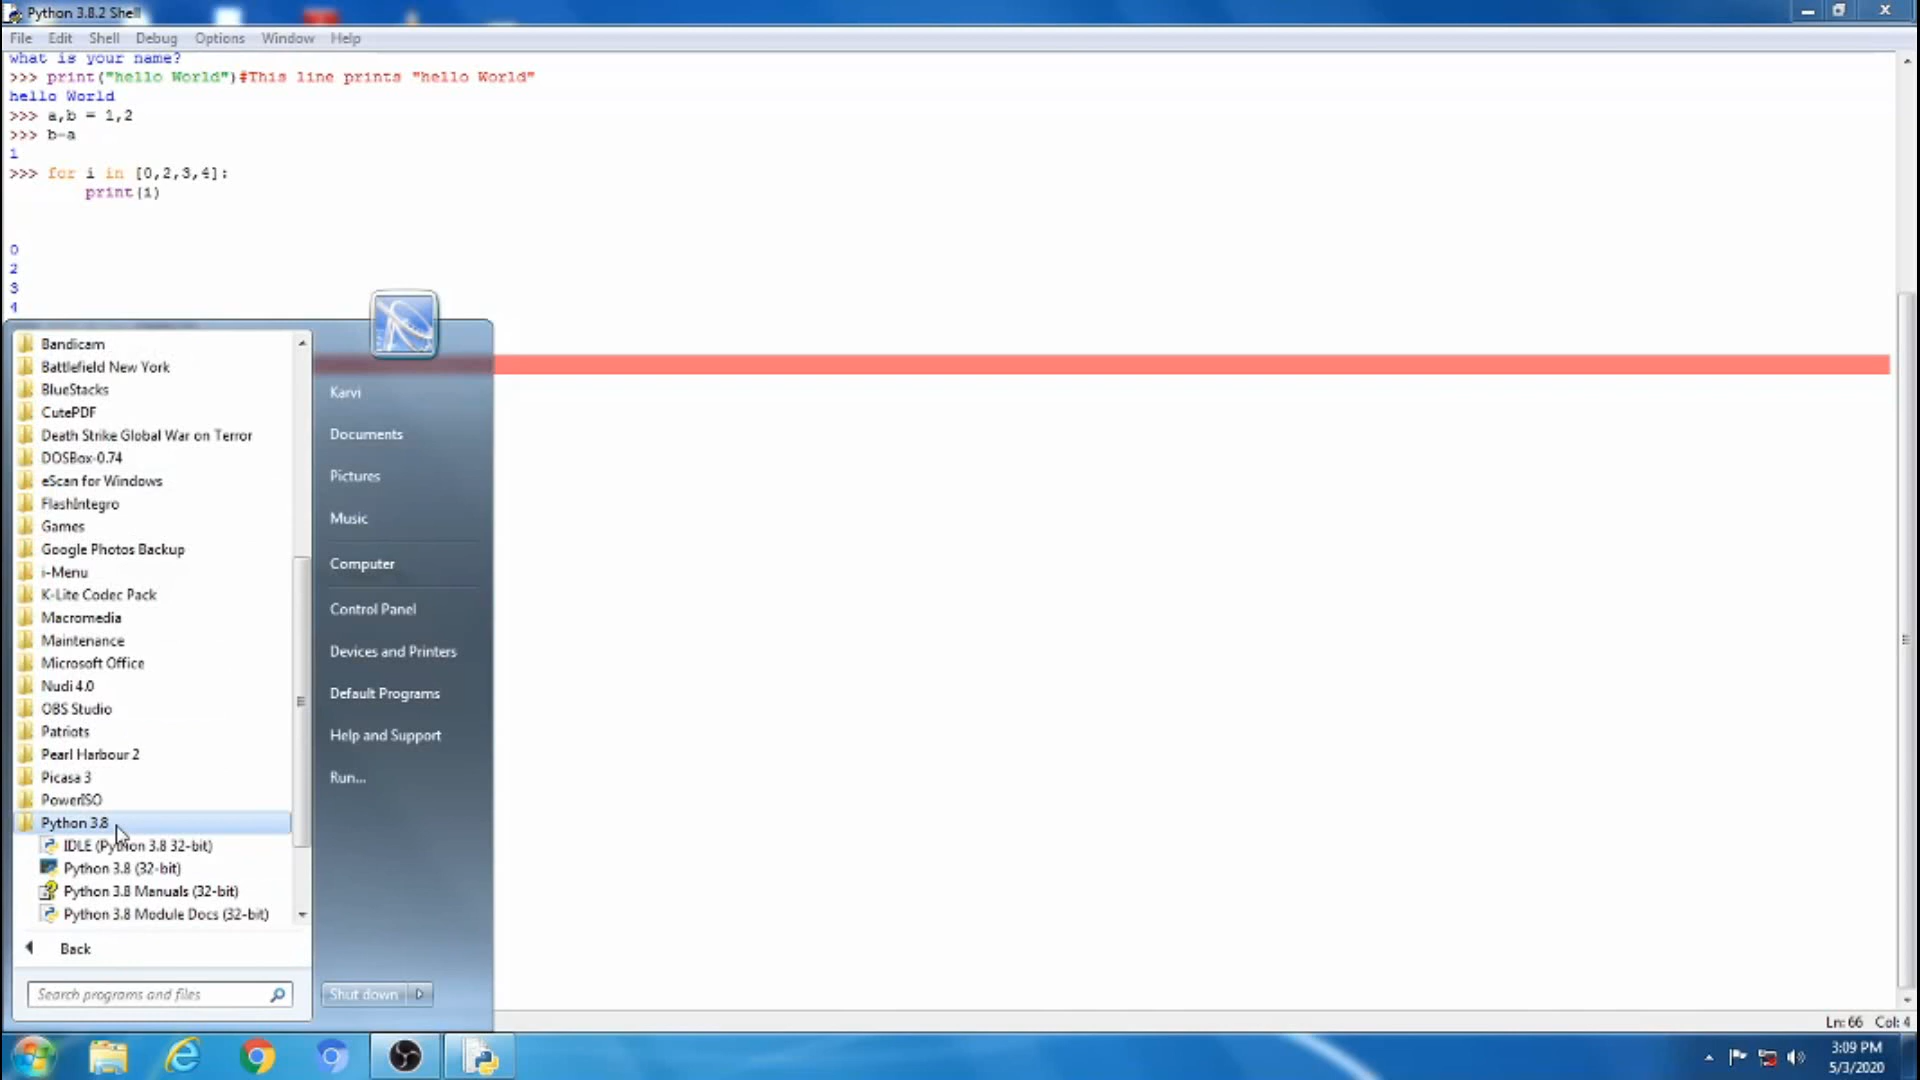 Python 3.8.2 Shell
File Edit Shell Debug Options Window Help
what is your name?
>>> print("hello World")#This line prints "hello World"
hello World
>>> a,b = 1,2
>>> b-a
1
>>> for i in [0,2,3,4]:
print(i)
0
2
3
4
Bandicam
Battlefield New York
BlueStacks
CutePDF
Death Strike Global War on Terror
DOSBox-0.74
eScan for Windows
FlashIntegro
Games
Google Photos Backup
i-Menu
K-Lite Codec Pack
Macromedia
Maintenance
Microsoft Office
Nudi 4.0
OBS Studio
Patriots
Pearl Harbour 2
Picasa 3
PowerISO
Python 3.8
IDLE (Python 3.8 32-bit)
Python 3.8 (32-bit)
Python 3.8 Manuals (32-bit)
Python 3.8 Module Docs (32-bit)
Back
Search programs and files
Karvi
Documents
Pictures
Music
Computer
Control Panel
Devices and Printers
Default Programs
Help and Support
Run...
Shut down
Ln: 66 Col: 4
3:09 PM
5/3/2020